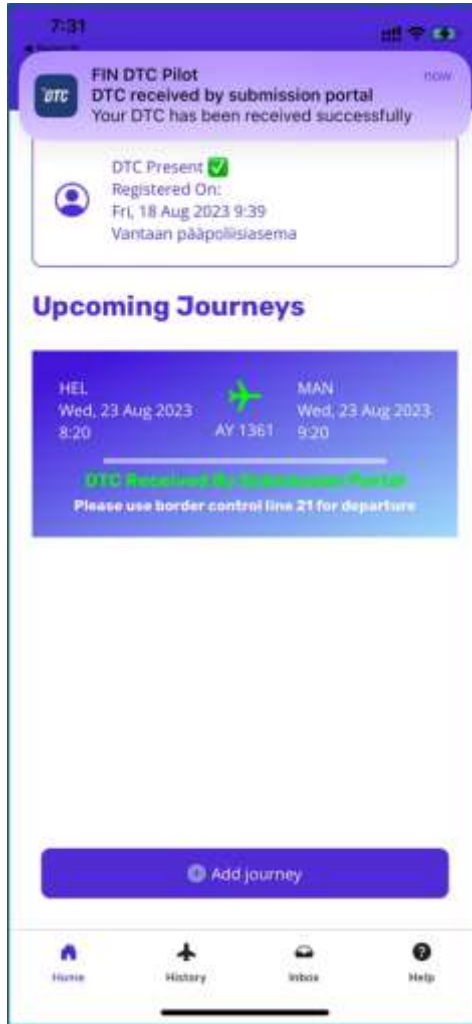 7:31
DTC
FIN DTC Pilot
now
DTC received by submission portal
Your DTC has been received successfully
DTC Present
Registered On:
Fri, 18 Aug 2023 9:39
Vantaan pääpoliisiasema
Upcoming Journeys
HEL
Wed, 23 Aug 2023
8:20
AY 1361
MAN
Wed, 23 Aug 2023
9:20
DTC Received By Submission Portal
Please use border control line 21 for departure
Add journey
Home
History
Inbox
Help